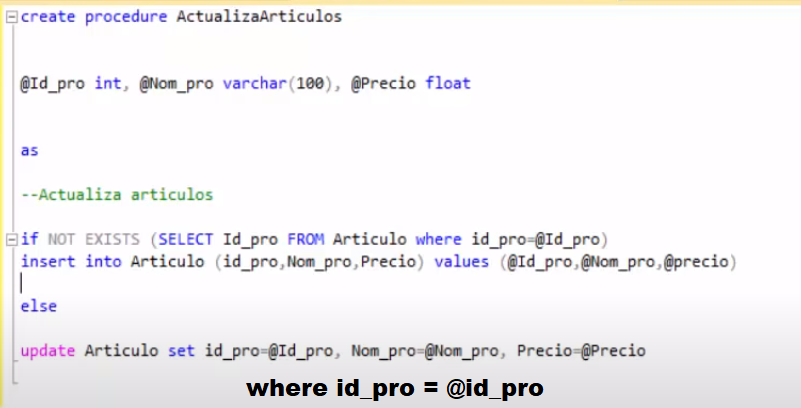 create procedure ActualizaArticulos
@Id_pro int, @Nom_pro varchar(100), @Precio float
as
--Actualiza articulos
if NOT EXISTS (SELECT Id_pro FROM Articulo where id_pro=@Id_pro)
insert into Articulo (id_pro,Nom_pro,Precio) values (@Id_pro,@Nom_pro,@precio)
else
update Articulo set id_pro=@Id_pro, Nom_pro=@Nom_pro, Precio=@Precio
where id_pro = @id_pro